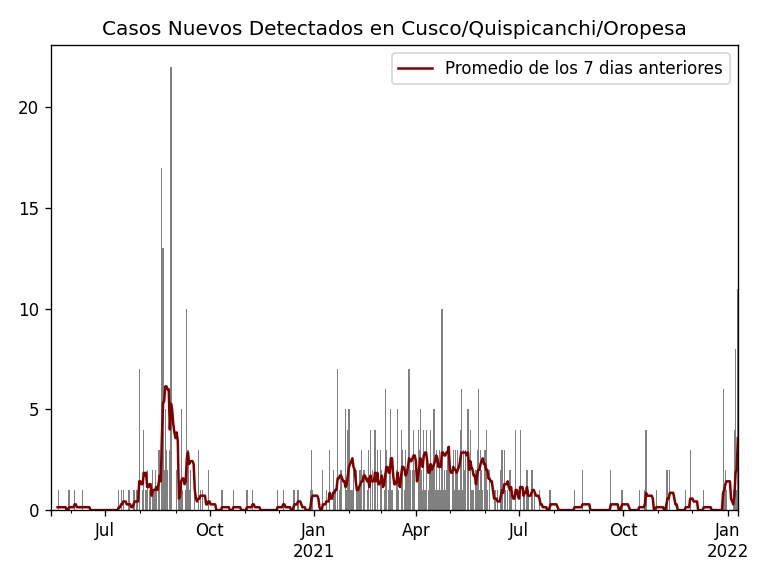 Casos Nuevos Detectados en Cusco/Quispicanchi/Oropesa
Promedio de los 7 dias anteriores
20
15
10
5
0
Jul Oct Jan Apr Jul Oct Jan
2021 2022